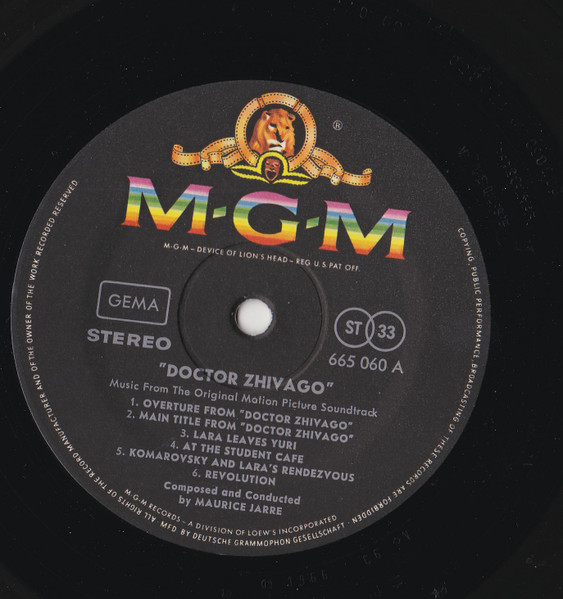 ®
M·G·M
M·G·M – DEVICE OF LION'S HEAD – REG. U.S. PAT. OFF.
GEMA
STEREO
ST 33
665 060 A
"DOCTOR ZHIVAGO"
Music From The Original Motion Picture Soundtrack
1. OVERTURE FROM "DOCTOR ZHIVAGO"
2. MAIN TITLE FROM "DOCTOR ZHIVAGO"
3. LARA LEAVES YURI
4. AT THE STUDENT CAFE
5. KOMAROVSKY AND LARA'S RENDEZVOUS
6. REVOLUTION
Composed and Conducted
by MAURICE JARRE
M·G·M RECORDS – A DIVISION OF LOEW'S INCORPORATED
ALL RIGHTS OF THE RECORD MANUFACTURER AND OF THE OWNER OF THE WORK RECORDED RESERVED
COPYING, PUBLIC PERFORMANCE, BROADCASTING OF THESE RECORDS ARE FORBIDDEN
· MFD. BY DEUTSCHE GRAMMOPHON GESELLSCHAFT ·